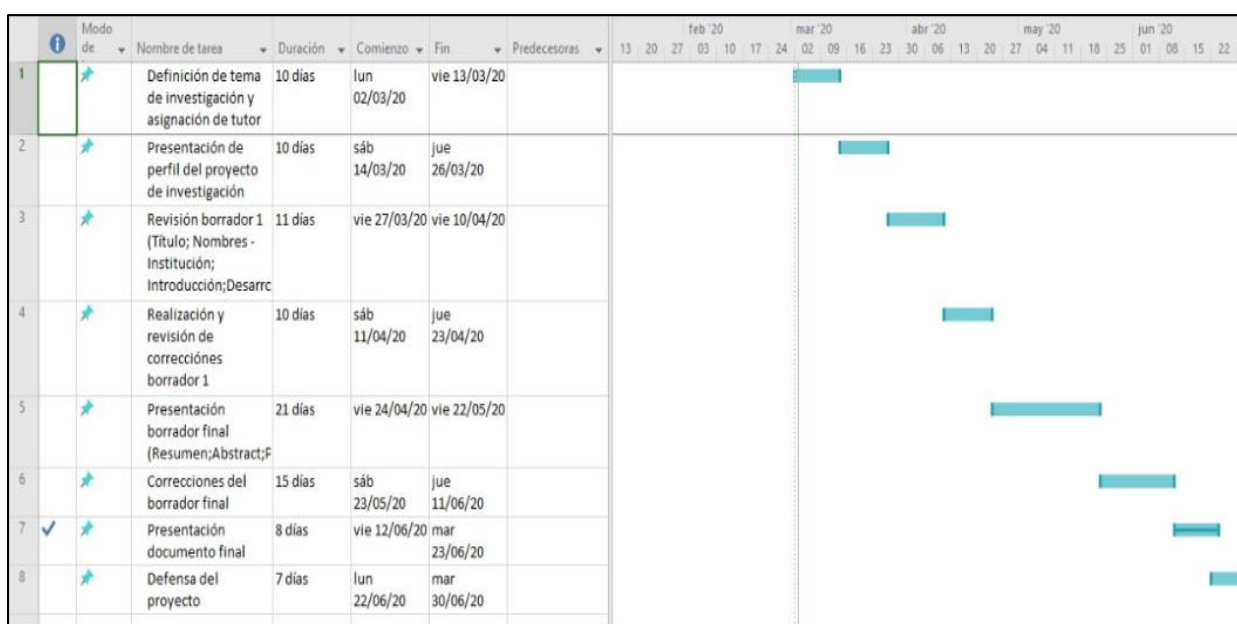 feb '20 mar '20 abr '20 may '20 jun '20
Modo
de Nombre de tarea Duración Comienzo Fin Predecesoras 13 20 27 03 10 17 24 02 09 16 23 30 06 13 20 27 04 11 18 25 01 08 15 22
1 Definición de tema 10 días lun vie 13/03/20
de investigación y 02/03/20
asignación de tutor
2 Presentación de 10 días sáb jue
perfil del proyecto 14/03/20 26/03/20
de investigación
3 Revisión borrador 1 11 días vie 27/03/20 vie 10/04/20
(Título; Nombres -
Institución;
Introducción;Desarrc
4 Realización y 10 días sáb jue
revisión de 11/04/20 23/04/20
correcciónes
borrador 1
5 Presentación 21 días vie 24/04/20 vie 22/05/20
borrador final
(Resumen;Abstract;P
6 Correcciones del 15 días sáb jue
borrador final 23/05/20 11/06/20
7 Presentación 8 días vie 12/06/20 mar
documento final 23/06/20
8 Defensa del 7 días lun mar
proyecto 22/06/20 30/06/20